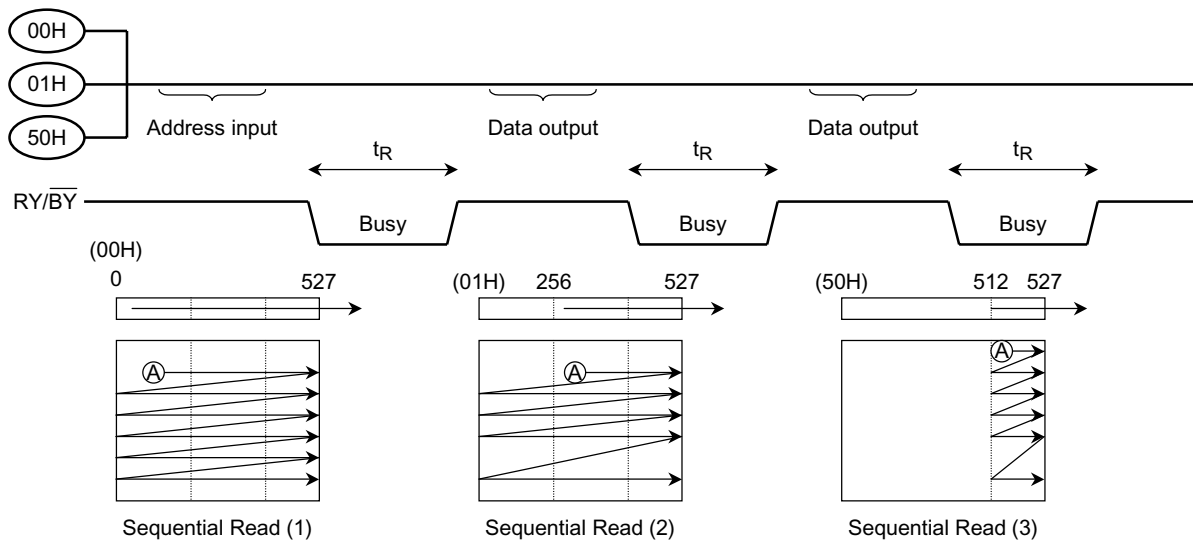 00H
01H
50H
Address input
Data output
Data output
tR
tR
tR
RY/B̅Y̅
Busy
Busy
Busy
(00H)
0
527
(01H)
256
527
(50H)
512
527
A
A
A
Sequential Read (1)
Sequential Read (2)
Sequential Read (3)